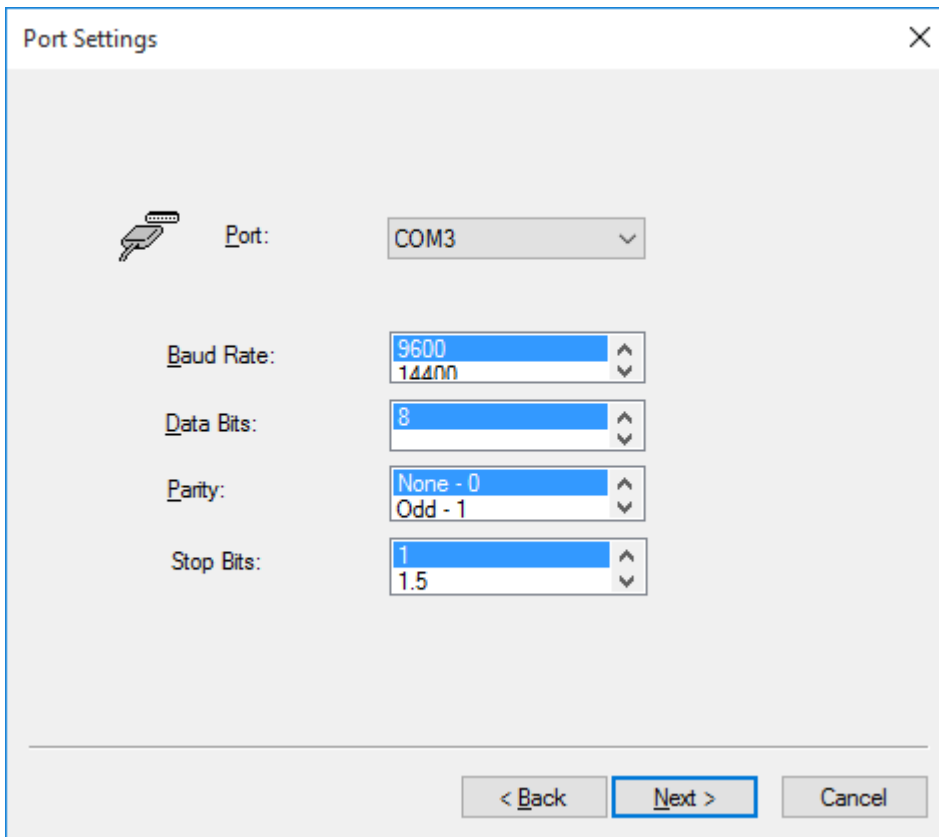 Port Settings
Port: COM3
Baud Rate: 9600
14400
Data Bits: 8
Parity: None - 0
Odd - 1
Stop Bits: 1
1.5
< Back Next > Cancel